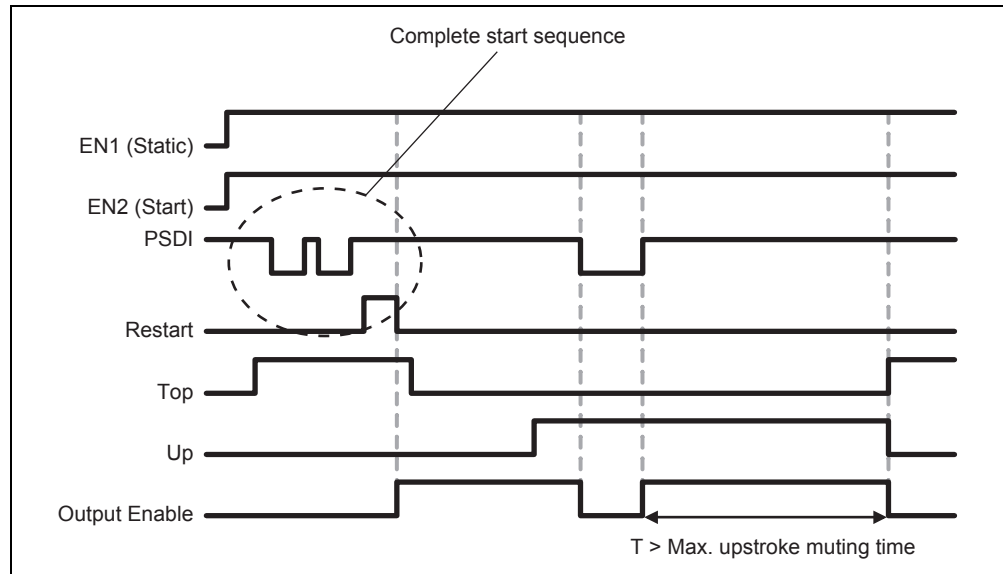 Complete start sequence
EN1 (Static)
EN2 (Start)
PSDI
Restart
Top
Up
Output Enable
T > Max. upstroke muting time